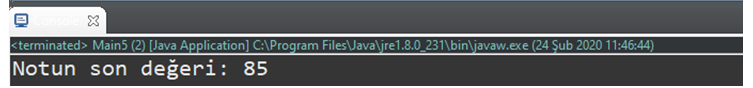 Console
<terminated> Main5 (2) [Java Application] C:\Program Files\Java\jre1.8.0_231\bin\javaw.exe (24 Şub 2020 11:46:44)
Notun son değeri: 85